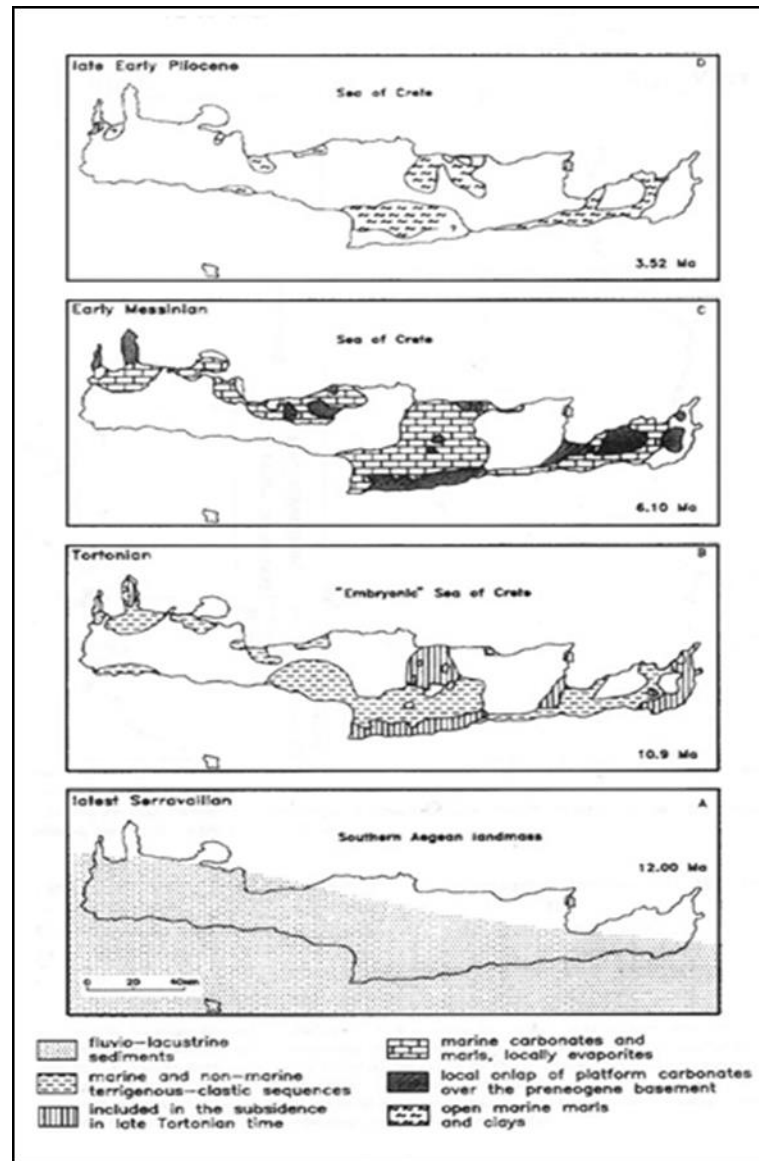 late Early Pliocene
D
Sea of Crete
?
3.52 Ma
Early Messinian
C
Sea of Crete
6.10 Ma
Tortonian
B
"Embryonic" Sea of Crete
10.9 Ma
latest Serravallian
A
Southern Aegean landmass
12.00 Ma
0 20 40km
fluvio-lacustrine
sediments
marine and non-marine
terrigenous-clastic sequences
included in the subsidence
in late Tortonian time
marine carbonates and
marls, locally evaporites
local onlap of platform carbonates
over the preneogene basement
open marine marls
and clays